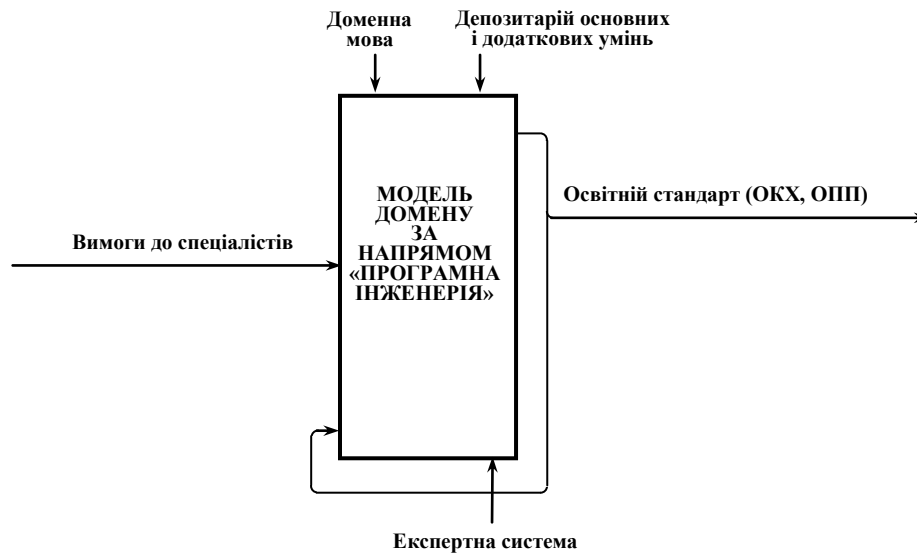 Доменна
мова
Депозитарій основних
і додаткових умінь
МОДЕЛЬ
ДОМЕНУ
ЗА
НАПРЯМОМ
«ПРОГРАМНА
ІНЖЕНЕРІЯ»
Освітній стандарт (ОКХ, ОПП)
Вимоги до спеціалістів
Експертна система